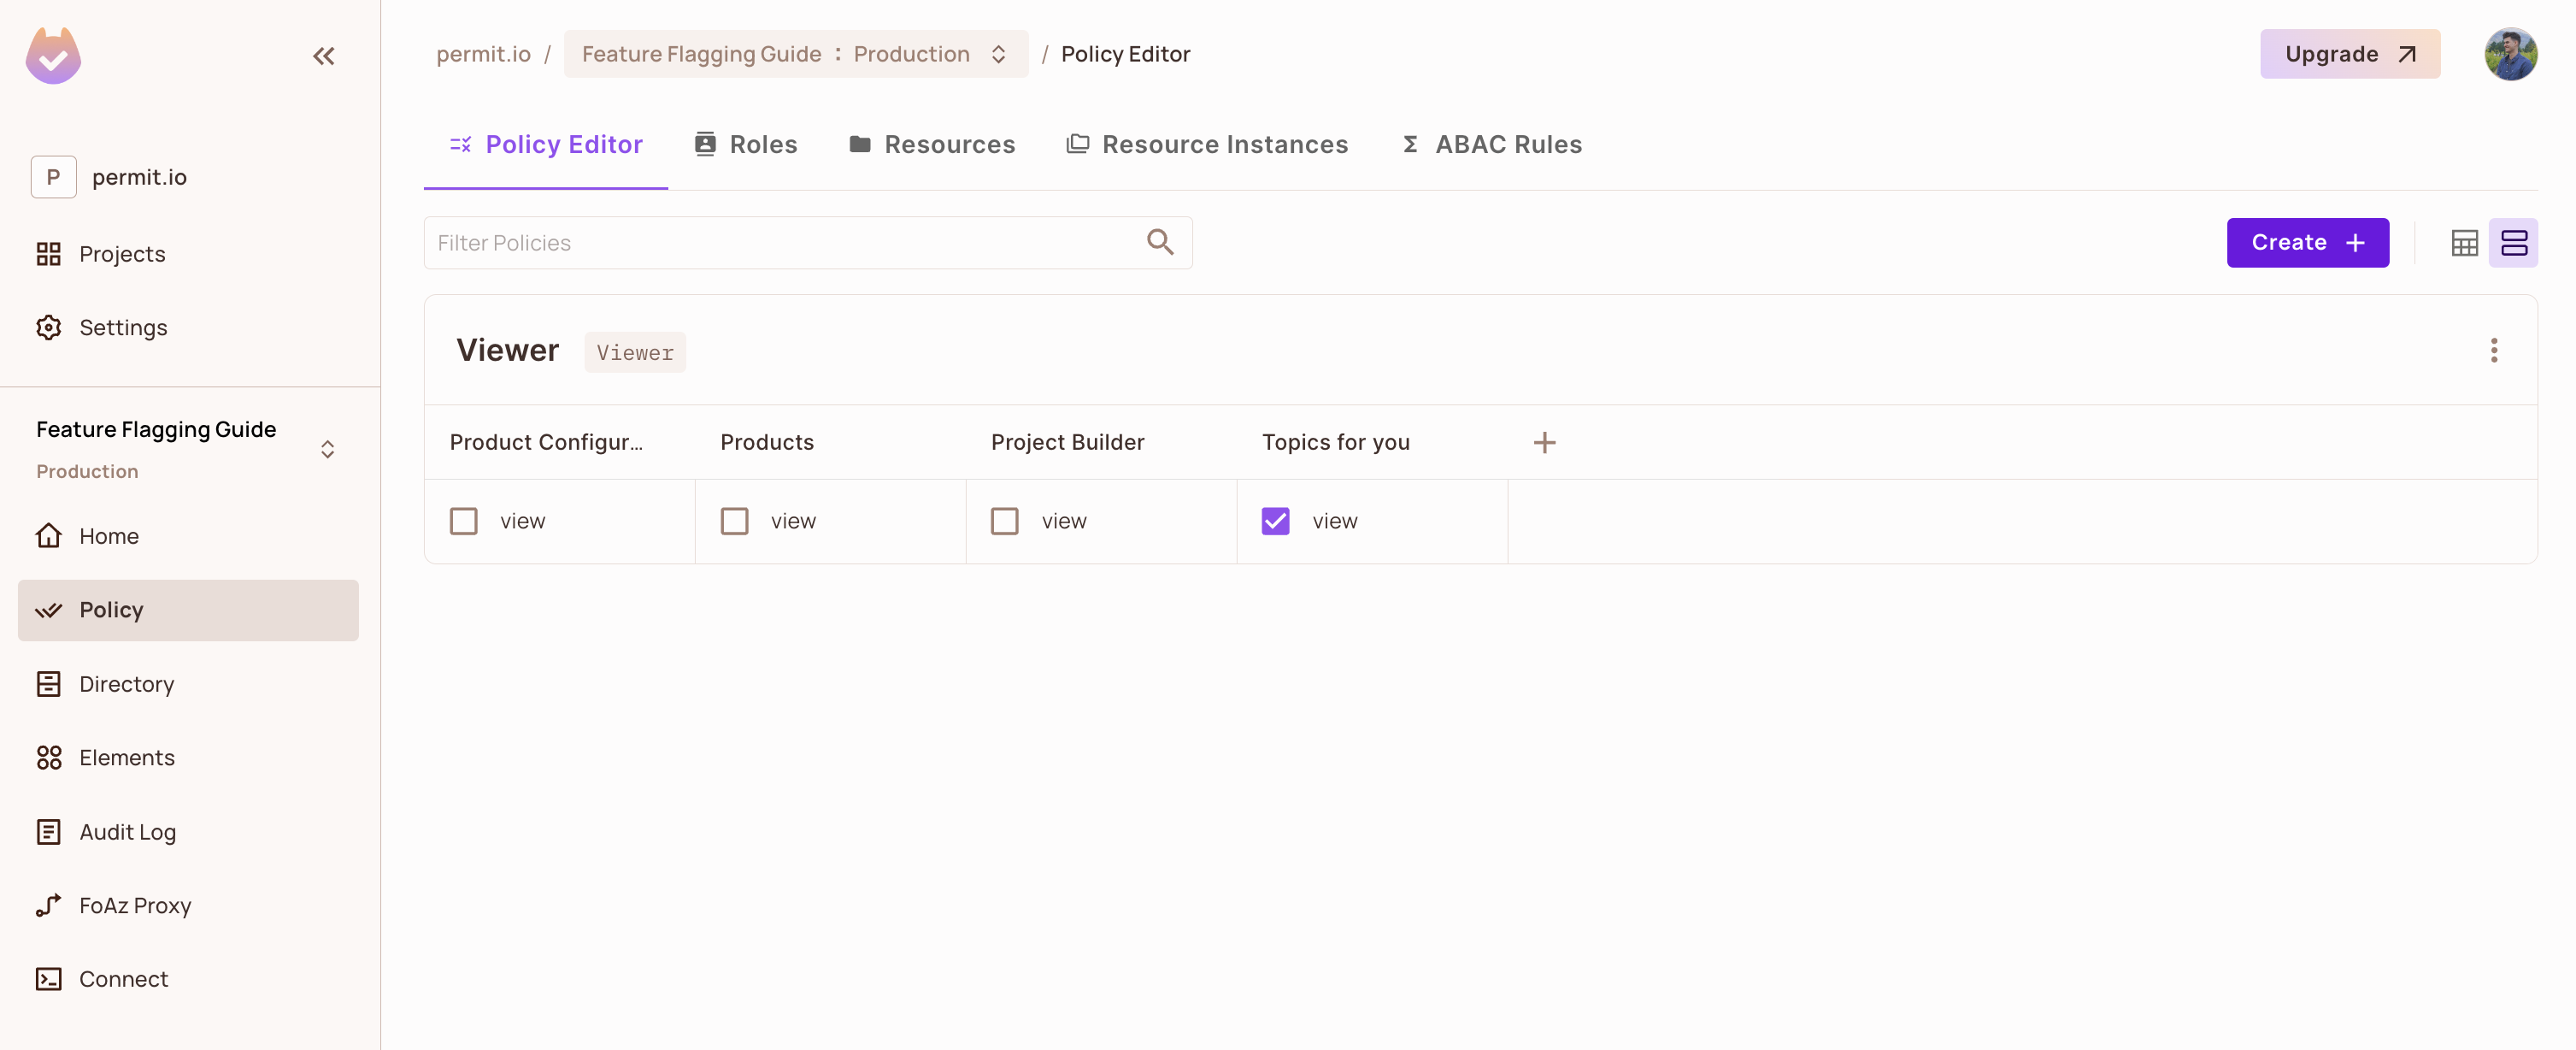 permit.io / Feature Flagging Guide : Production / Policy Editor
Upgrade
P permit.io
Projects
Settings
Feature Flagging Guide
Production
Home
Policy
Directory
Elements
Audit Log
FoAz Proxy
Connect
Policy Editor
Roles
Resources
Resource Instances
ABAC Rules
Filter Policies
Create +
Viewer Viewer
Product Configur... Products Project Builder Topics for you +
view view view view